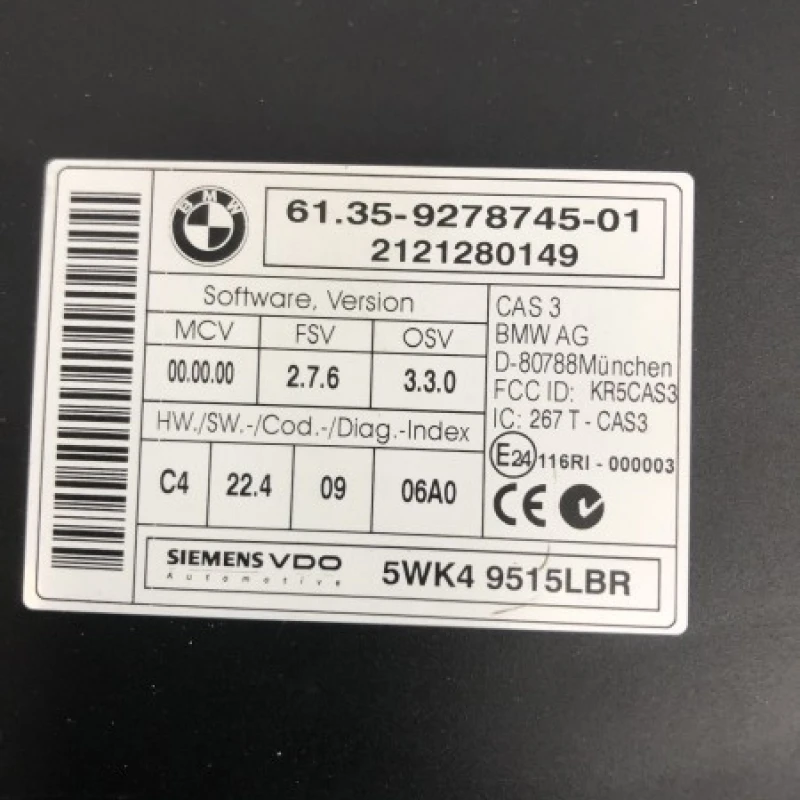 BMW
61.35-9278745-01
2121280149
Software, Version
MCV FSV OSV
00.00.00 2.7.6 3.3.0
HW./SW.-/Cod.-/Diag.-Index
C4 22.4 09 06A0
CAS 3
BMW AG
D-80788München
FCC ID: KR5CAS3
IC: 267 T - CAS3
E24 116RI - 000003
CE
SIEMENS VDO
Automotive
5WK4 9515LBR